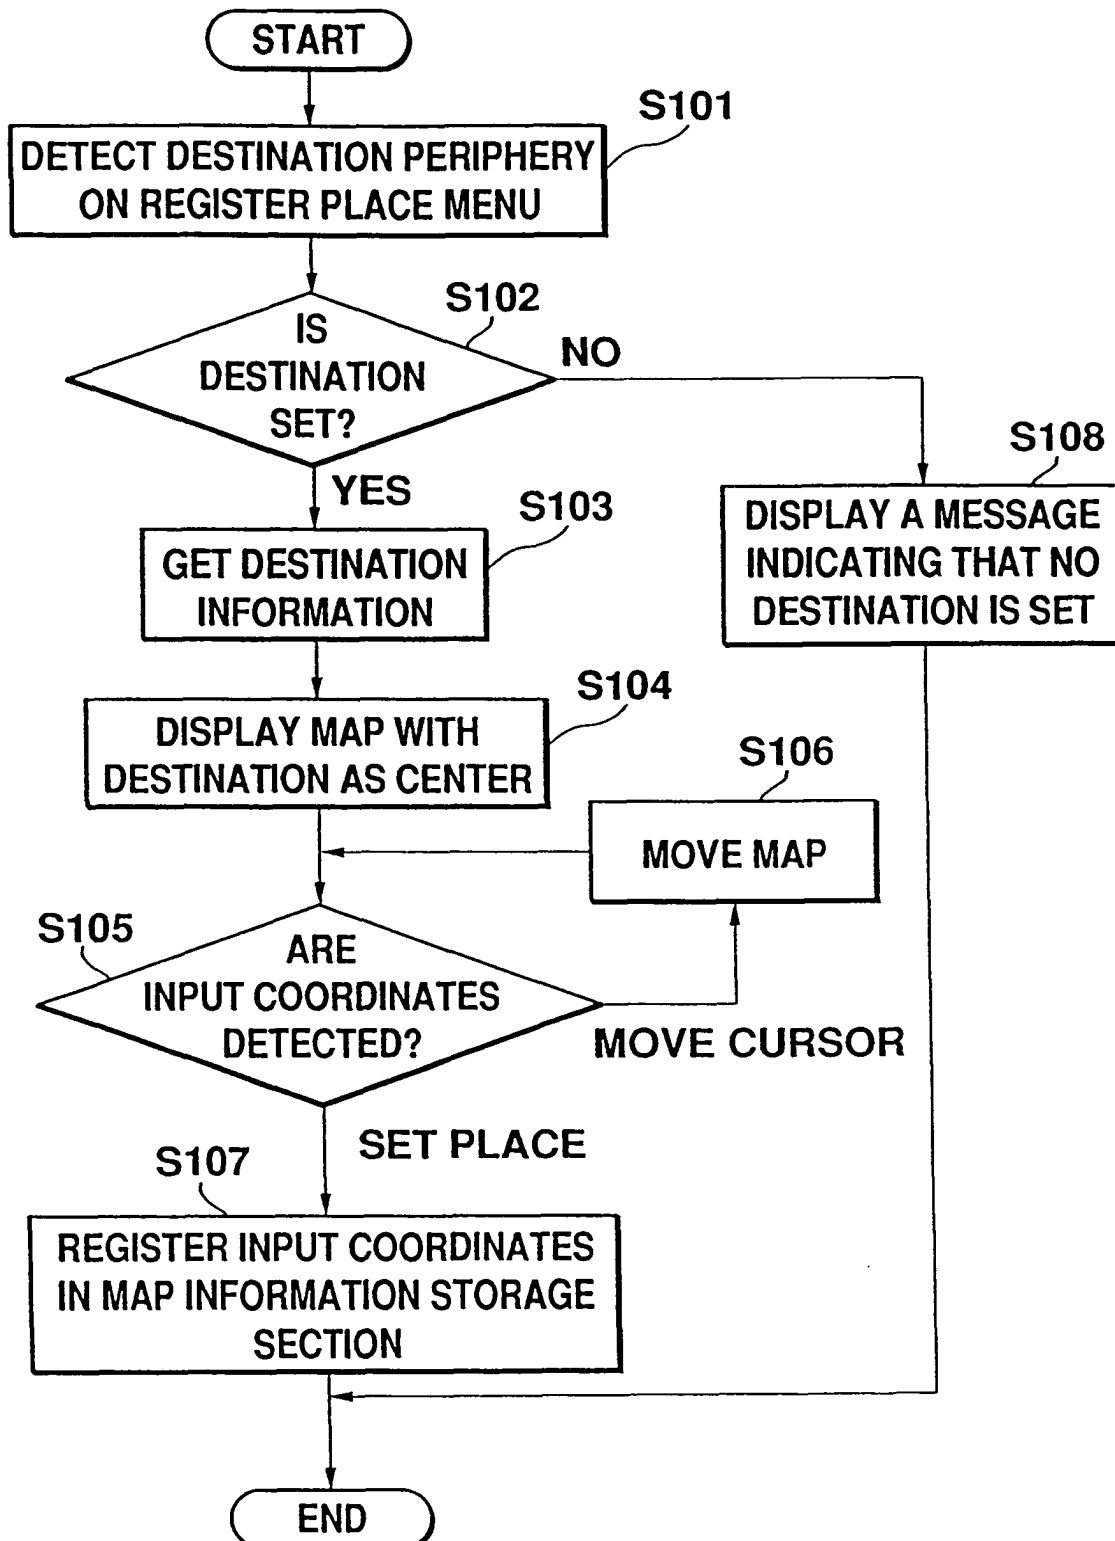 START
S101
DETECT DESTINATION PERIPHERY
ON REGISTER PLACE MENU
S102
IS
DESTINATION
SET?
NO
YES
S103
GET DESTINATION
INFORMATION
S108
DISPLAY A MESSAGE
INDICATING THAT NO
DESTINATION IS SET
S104
DISPLAY MAP WITH
DESTINATION AS CENTER
S106
MOVE MAP
S105
ARE
INPUT COORDINATES
DETECTED?
MOVE CURSOR
SET PLACE
S107
REGISTER INPUT COORDINATES
IN MAP INFORMATION STORAGE
SECTION
END